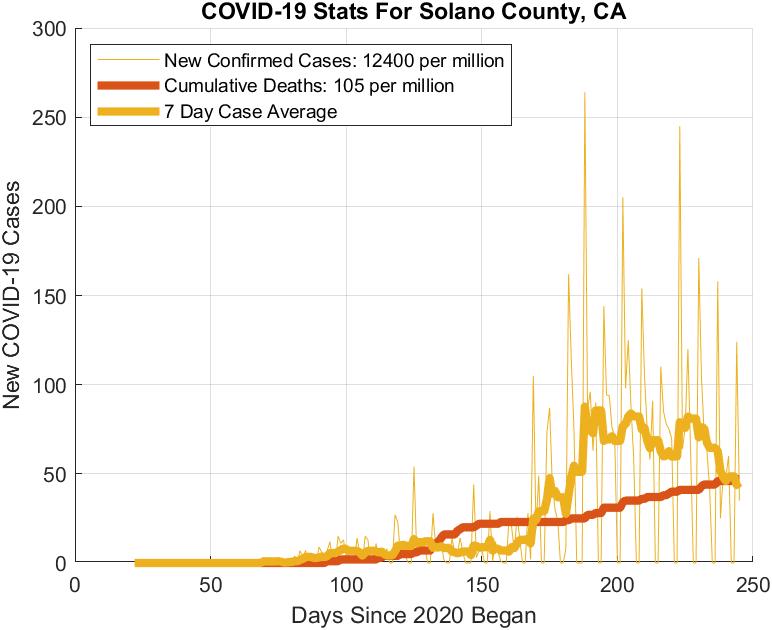 COVID-19 Stats For Solano County, CA
New Confirmed Cases: 12400 per million
Cumulative Deaths: 105 per million
7 Day Case Average
New COVID-19 Cases
300
250
200
150
100
50
0
0 50 100 150 200 250
Days Since 2020 Began